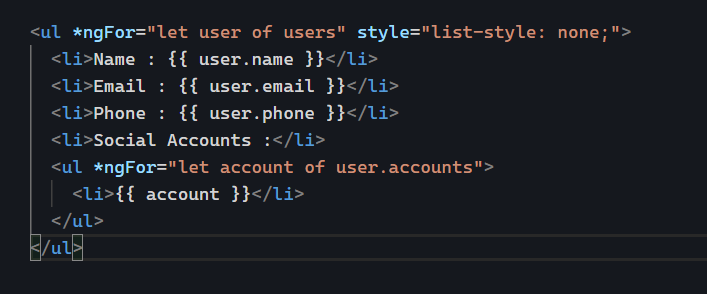 <ul *ngFor="let user of users" style="list-style: none;">
<li>Name : {{ user.name }}</li>
<li>Email : {{ user.email }}</li>
<li>Phone : {{ user.phone }}</li>
<li>Social Accounts :</li>
<ul *ngFor="let account of user.accounts">
<li>{{ account }}</li>
</ul>
</ul>